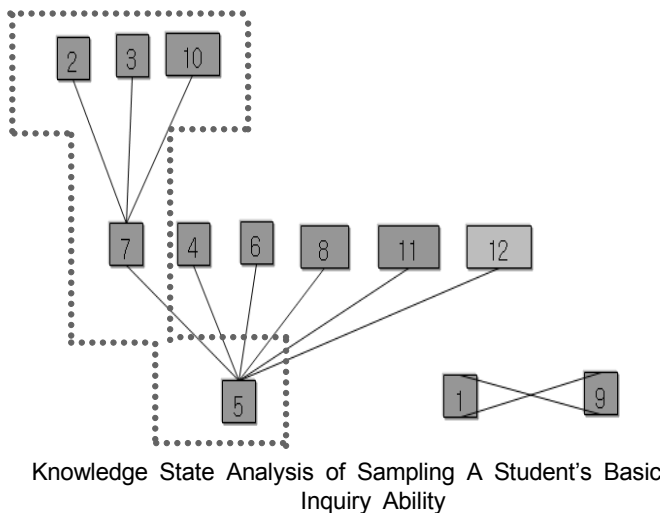 2 3 10
7 4 6 8 11 12
5 1 9
Knowledge State Analysis of Sampling A Student's Basic
Inquiry Ability